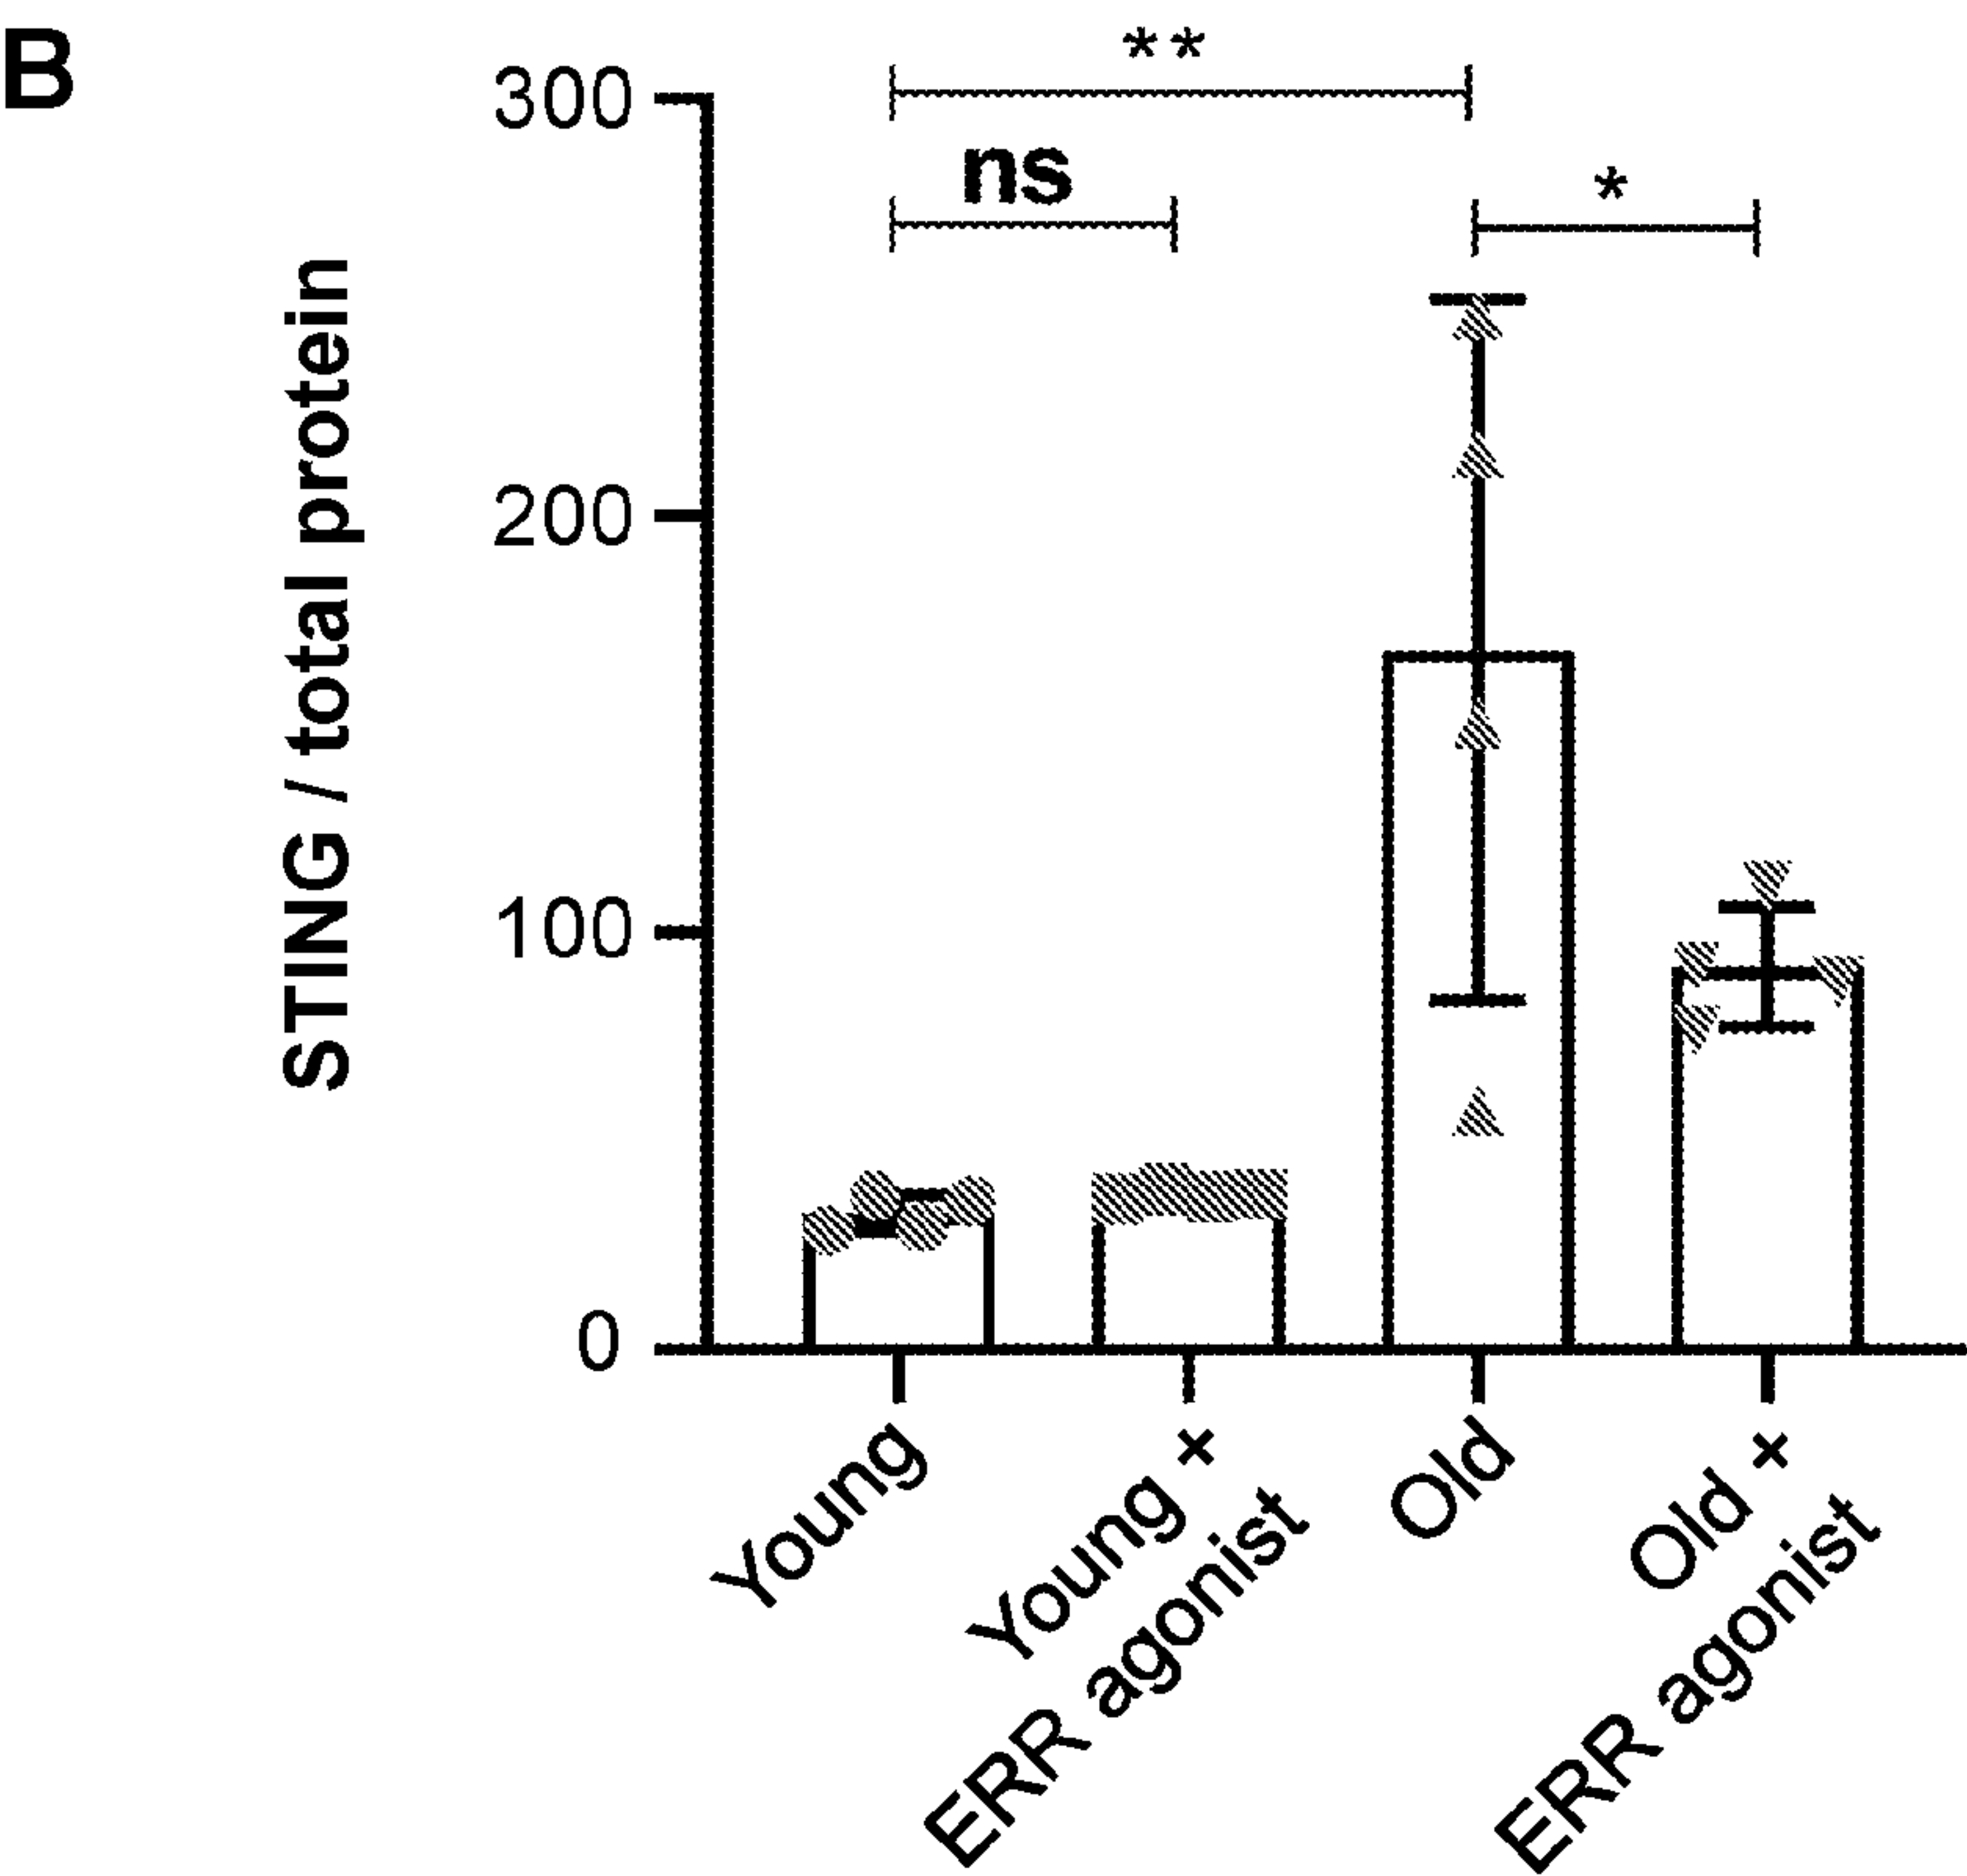 B
**
300
ns
*
STING / total protein
200
100
0
Young
Young +
ERR agonist
Old
Old +
ERR agonist